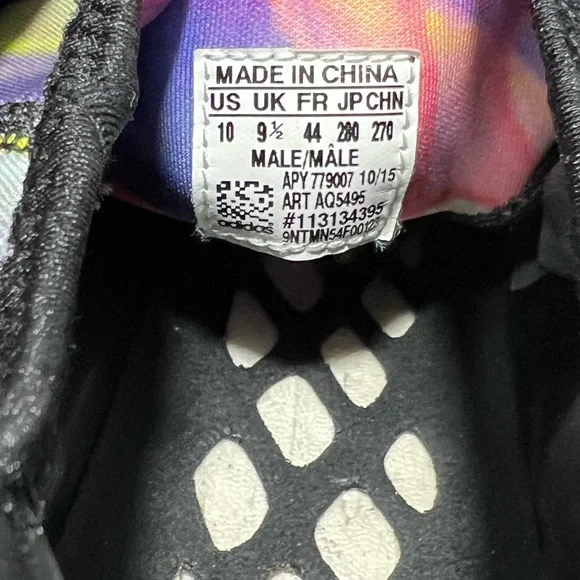 MADE IN CHINA
US UK FR JP CHN
10 9½ 44 280 270
MALE/MÂLE
APY 779007 10/15
ART AQ5495
#113134395
adidas